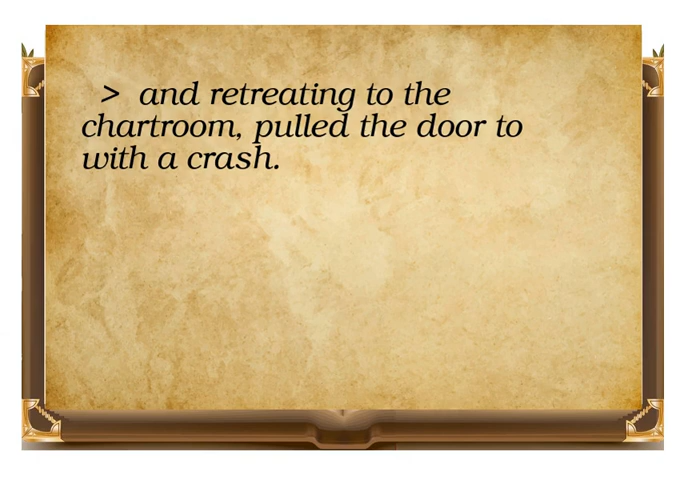 > and retreating to the
chartroom, pulled the door to
with a crash.